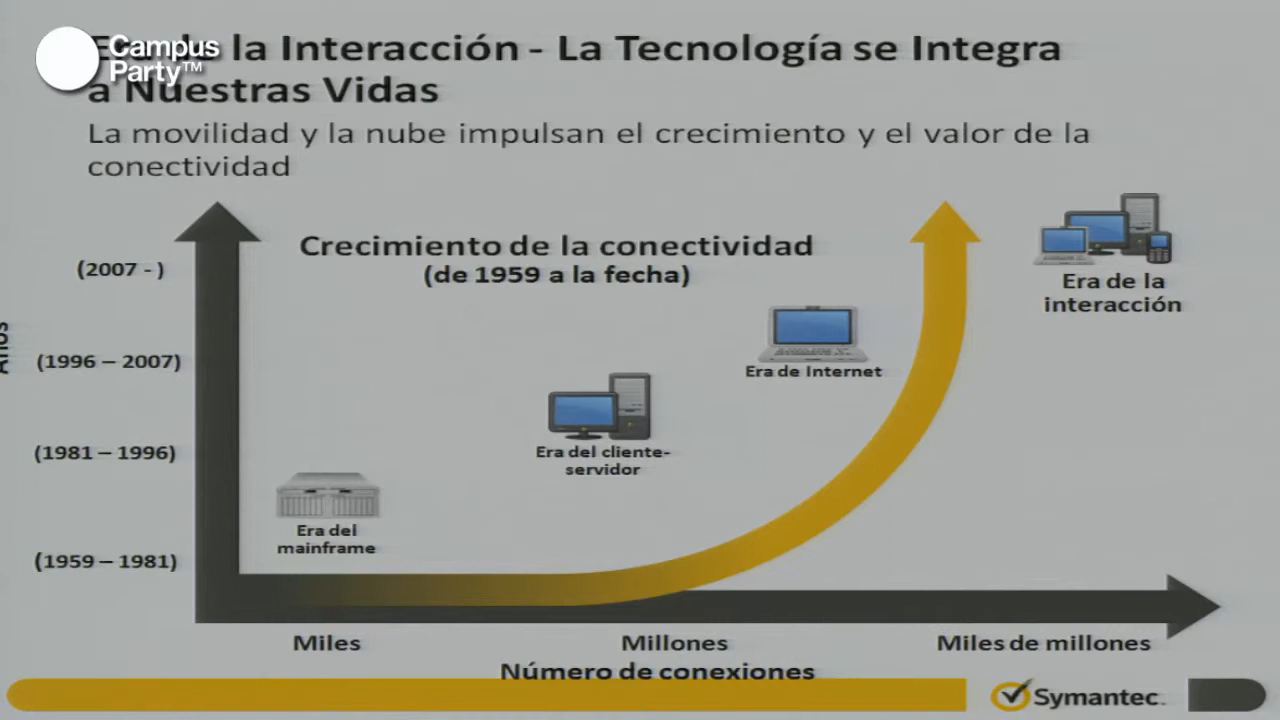 Campus
Party™
la Interacción - La Tecnología se Integra
a Nuestras Vidas
La movilidad y la nube impulsan el crecimiento y el valor de la
conectividad
Crecimiento de la conectividad
(de 1959 a la fecha)
(2007 - )
Era de la
interacción
Años
(1996 – 2007)
Era de Internet
(1981 – 1996)
Era del cliente-
servidor
Era del
mainframe
(1959 – 1981)
Miles
Millones
Miles de millones
Número de conexiones
Symantec.